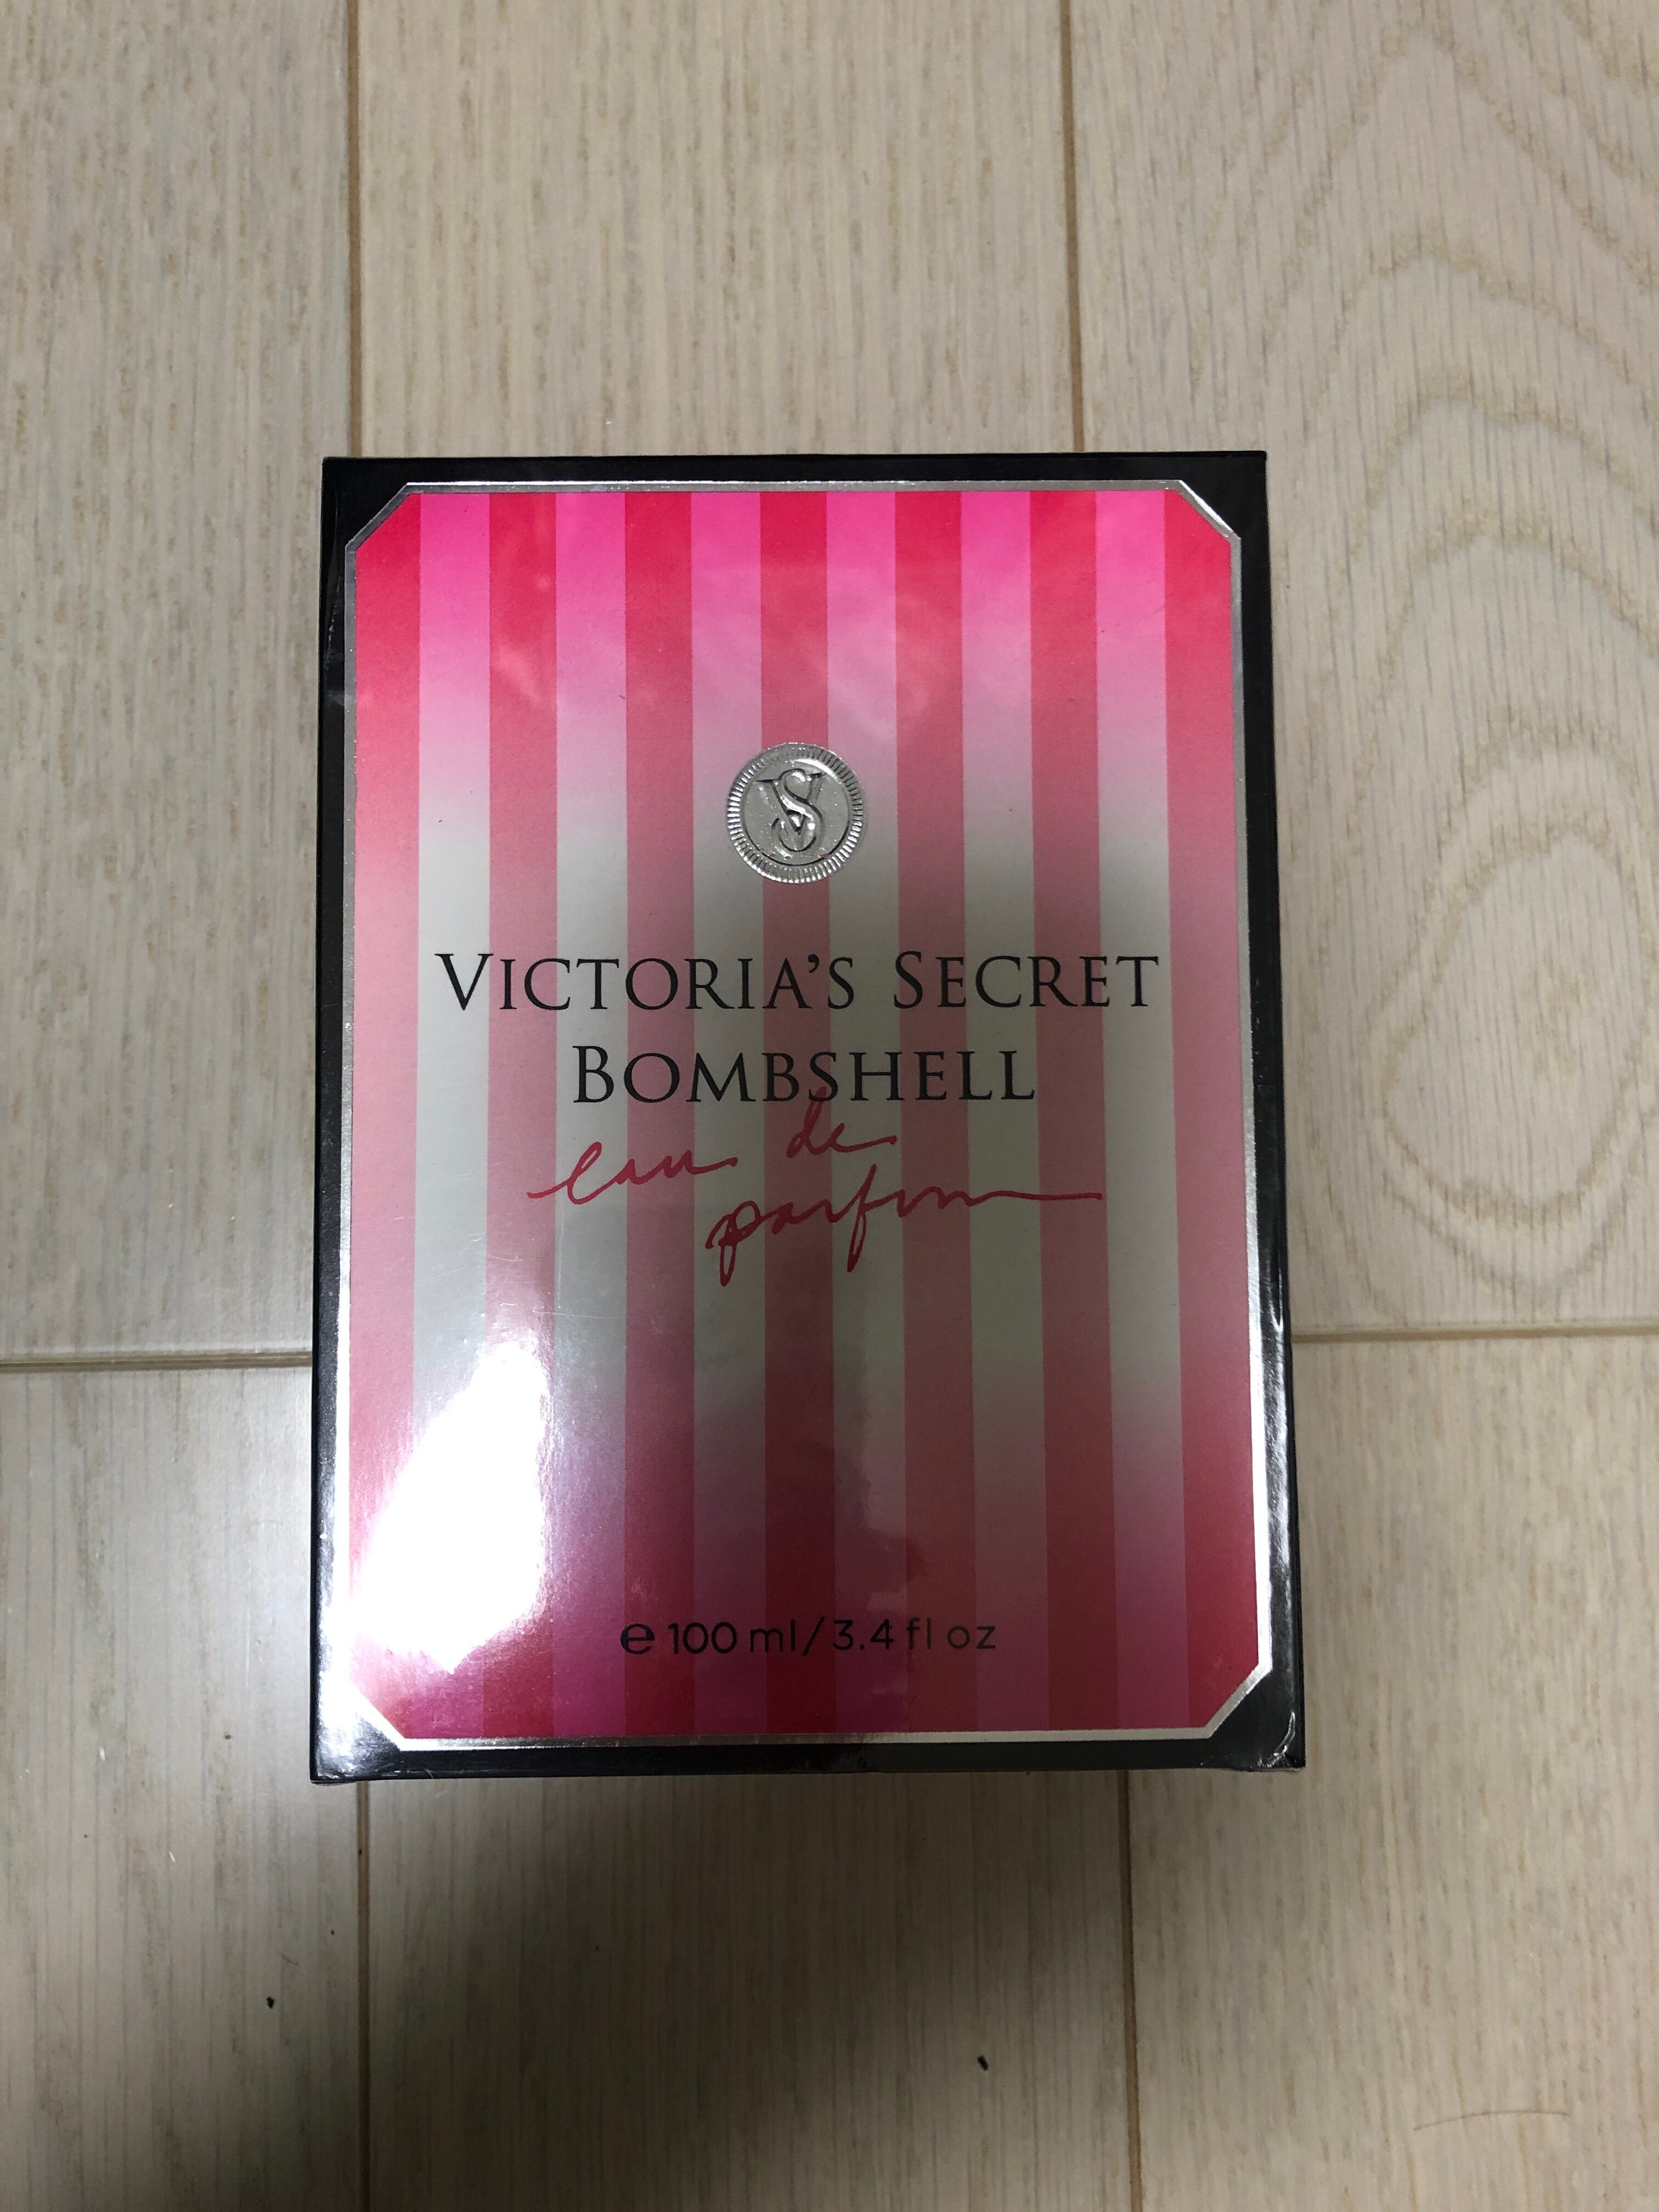 VS
VICTORIA'S SECRET
BOMBSHELL
eau de
parfum
e 100 ml/3.4 fl oz